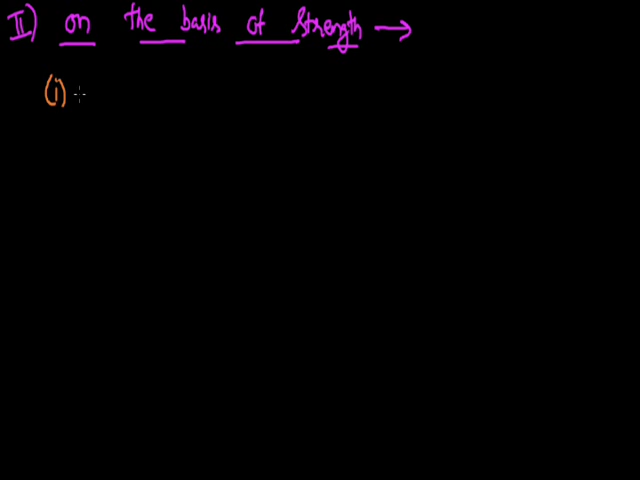 II) on the basis of strength →
(i)